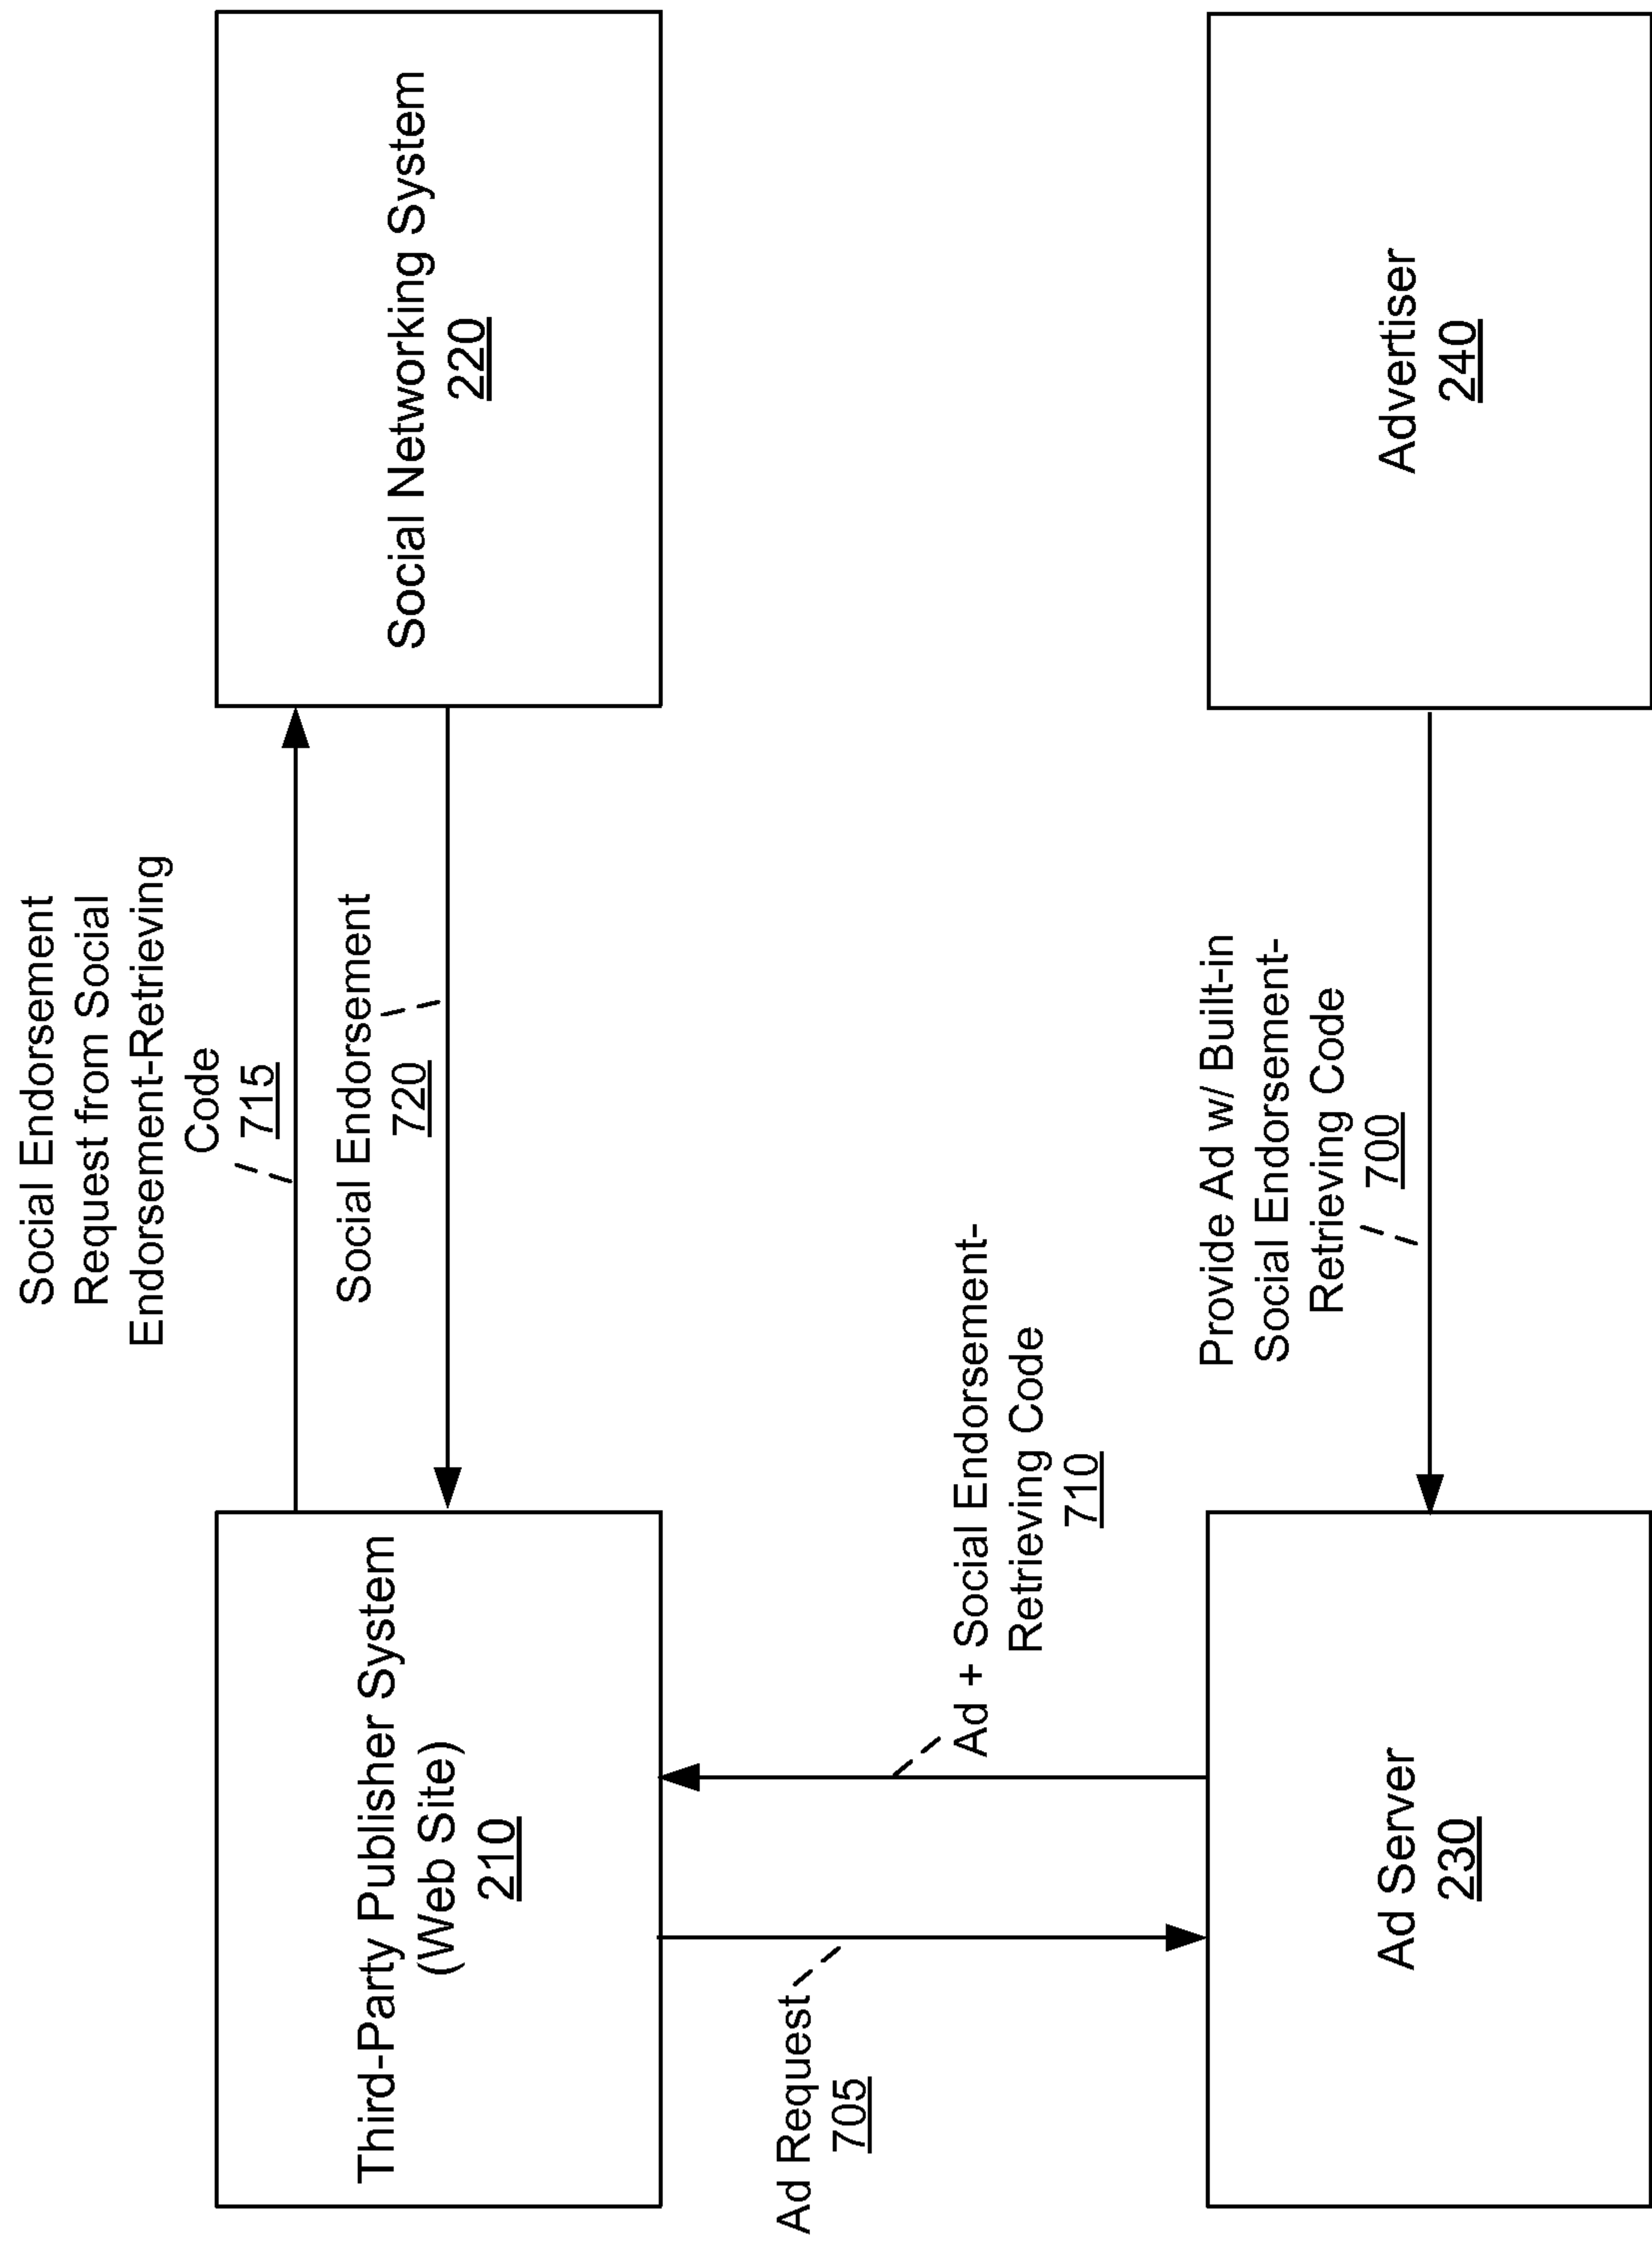 Social Endorsement
Request from Social
Endorsement-Retrieving
Code
715
Third-Party Publisher System
(Web Site)
210
Social Endorsement
720
Social Networking System
220
Ad Request
705
Ad + Social Endorsement-
Retrieving Code
710
Ad Server
230
Provide Ad w/ Built-in
Social Endorsement-
Retrieving Code
700
Advertiser
240